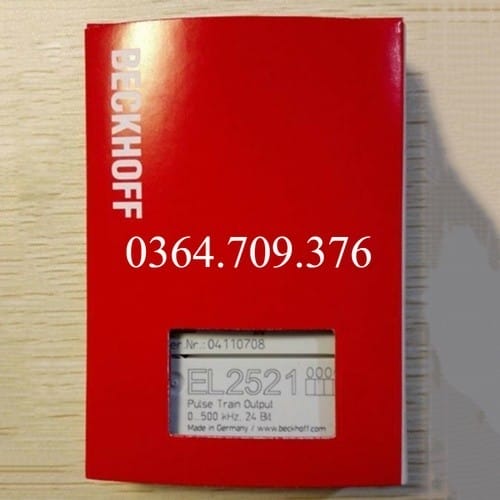 BECKHOFF
0364.709.376
er.Nr.: 04110708
EL2521
Pulse Train Output
0...500 kHz, 24 Bit
Made in Germany / www.beckhoff.com